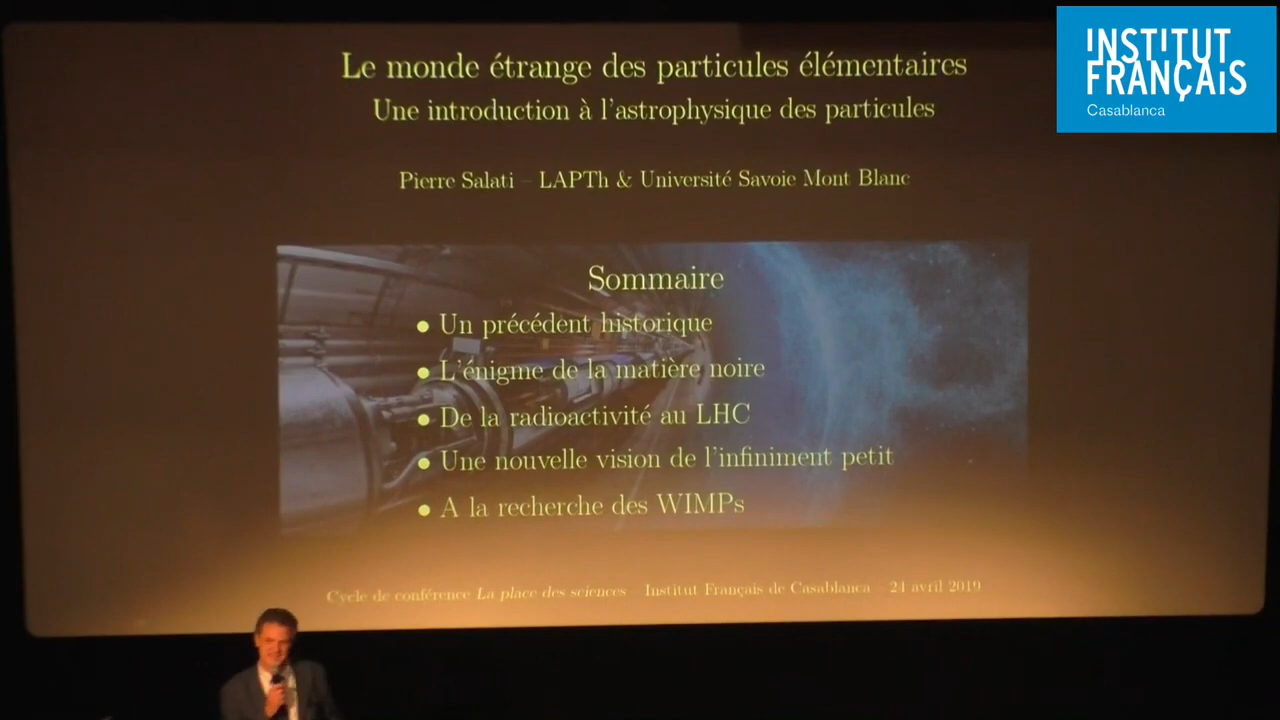 Le monde étrange des particules élémentaires
Une introduction à l'astrophysique des particules
Pierre Salati – LAPTh & Université Savoie Mont Blanc
Sommaire
• Un précédent historique
• L'énigme de la matière noire
• De la radioactivité au LHC
• Une nouvelle vision de l'infiniment petit
• A la recherche des WIMPs
Cycle de conférence La place des sciences – Institut Français de Casablanca – 24 avril 2019
INSTITUT
FRANÇAIS
Casablanca